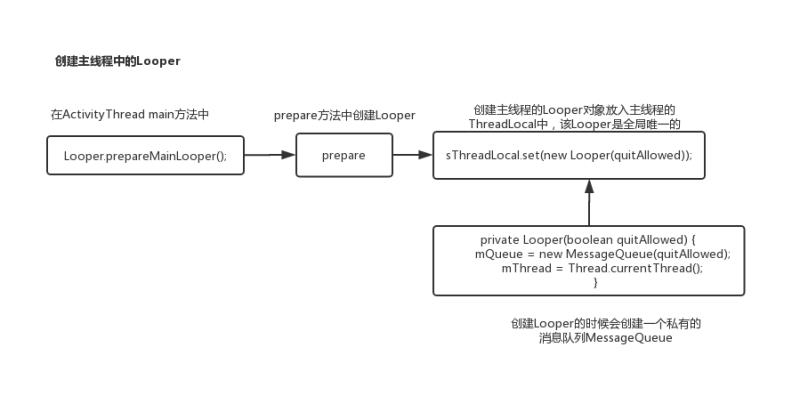 创建主线程中的Looper
在ActivityThread main方法中
Looper.prepareMainLooper();
prepare方法中创建Looper
prepare
创建主线程的Looper对象放入主线程的
ThreadLocal中，该Looper是全局唯一的
sThreadLocal.set(new Looper(quitAllowed));
private Looper(boolean quitAllowed) {
mQueue = new MessageQueue(quitAllowed);
mThread = Thread.currentThread();
}
创建Looper的时候会创建一个私有的
消息队列MessageQueue